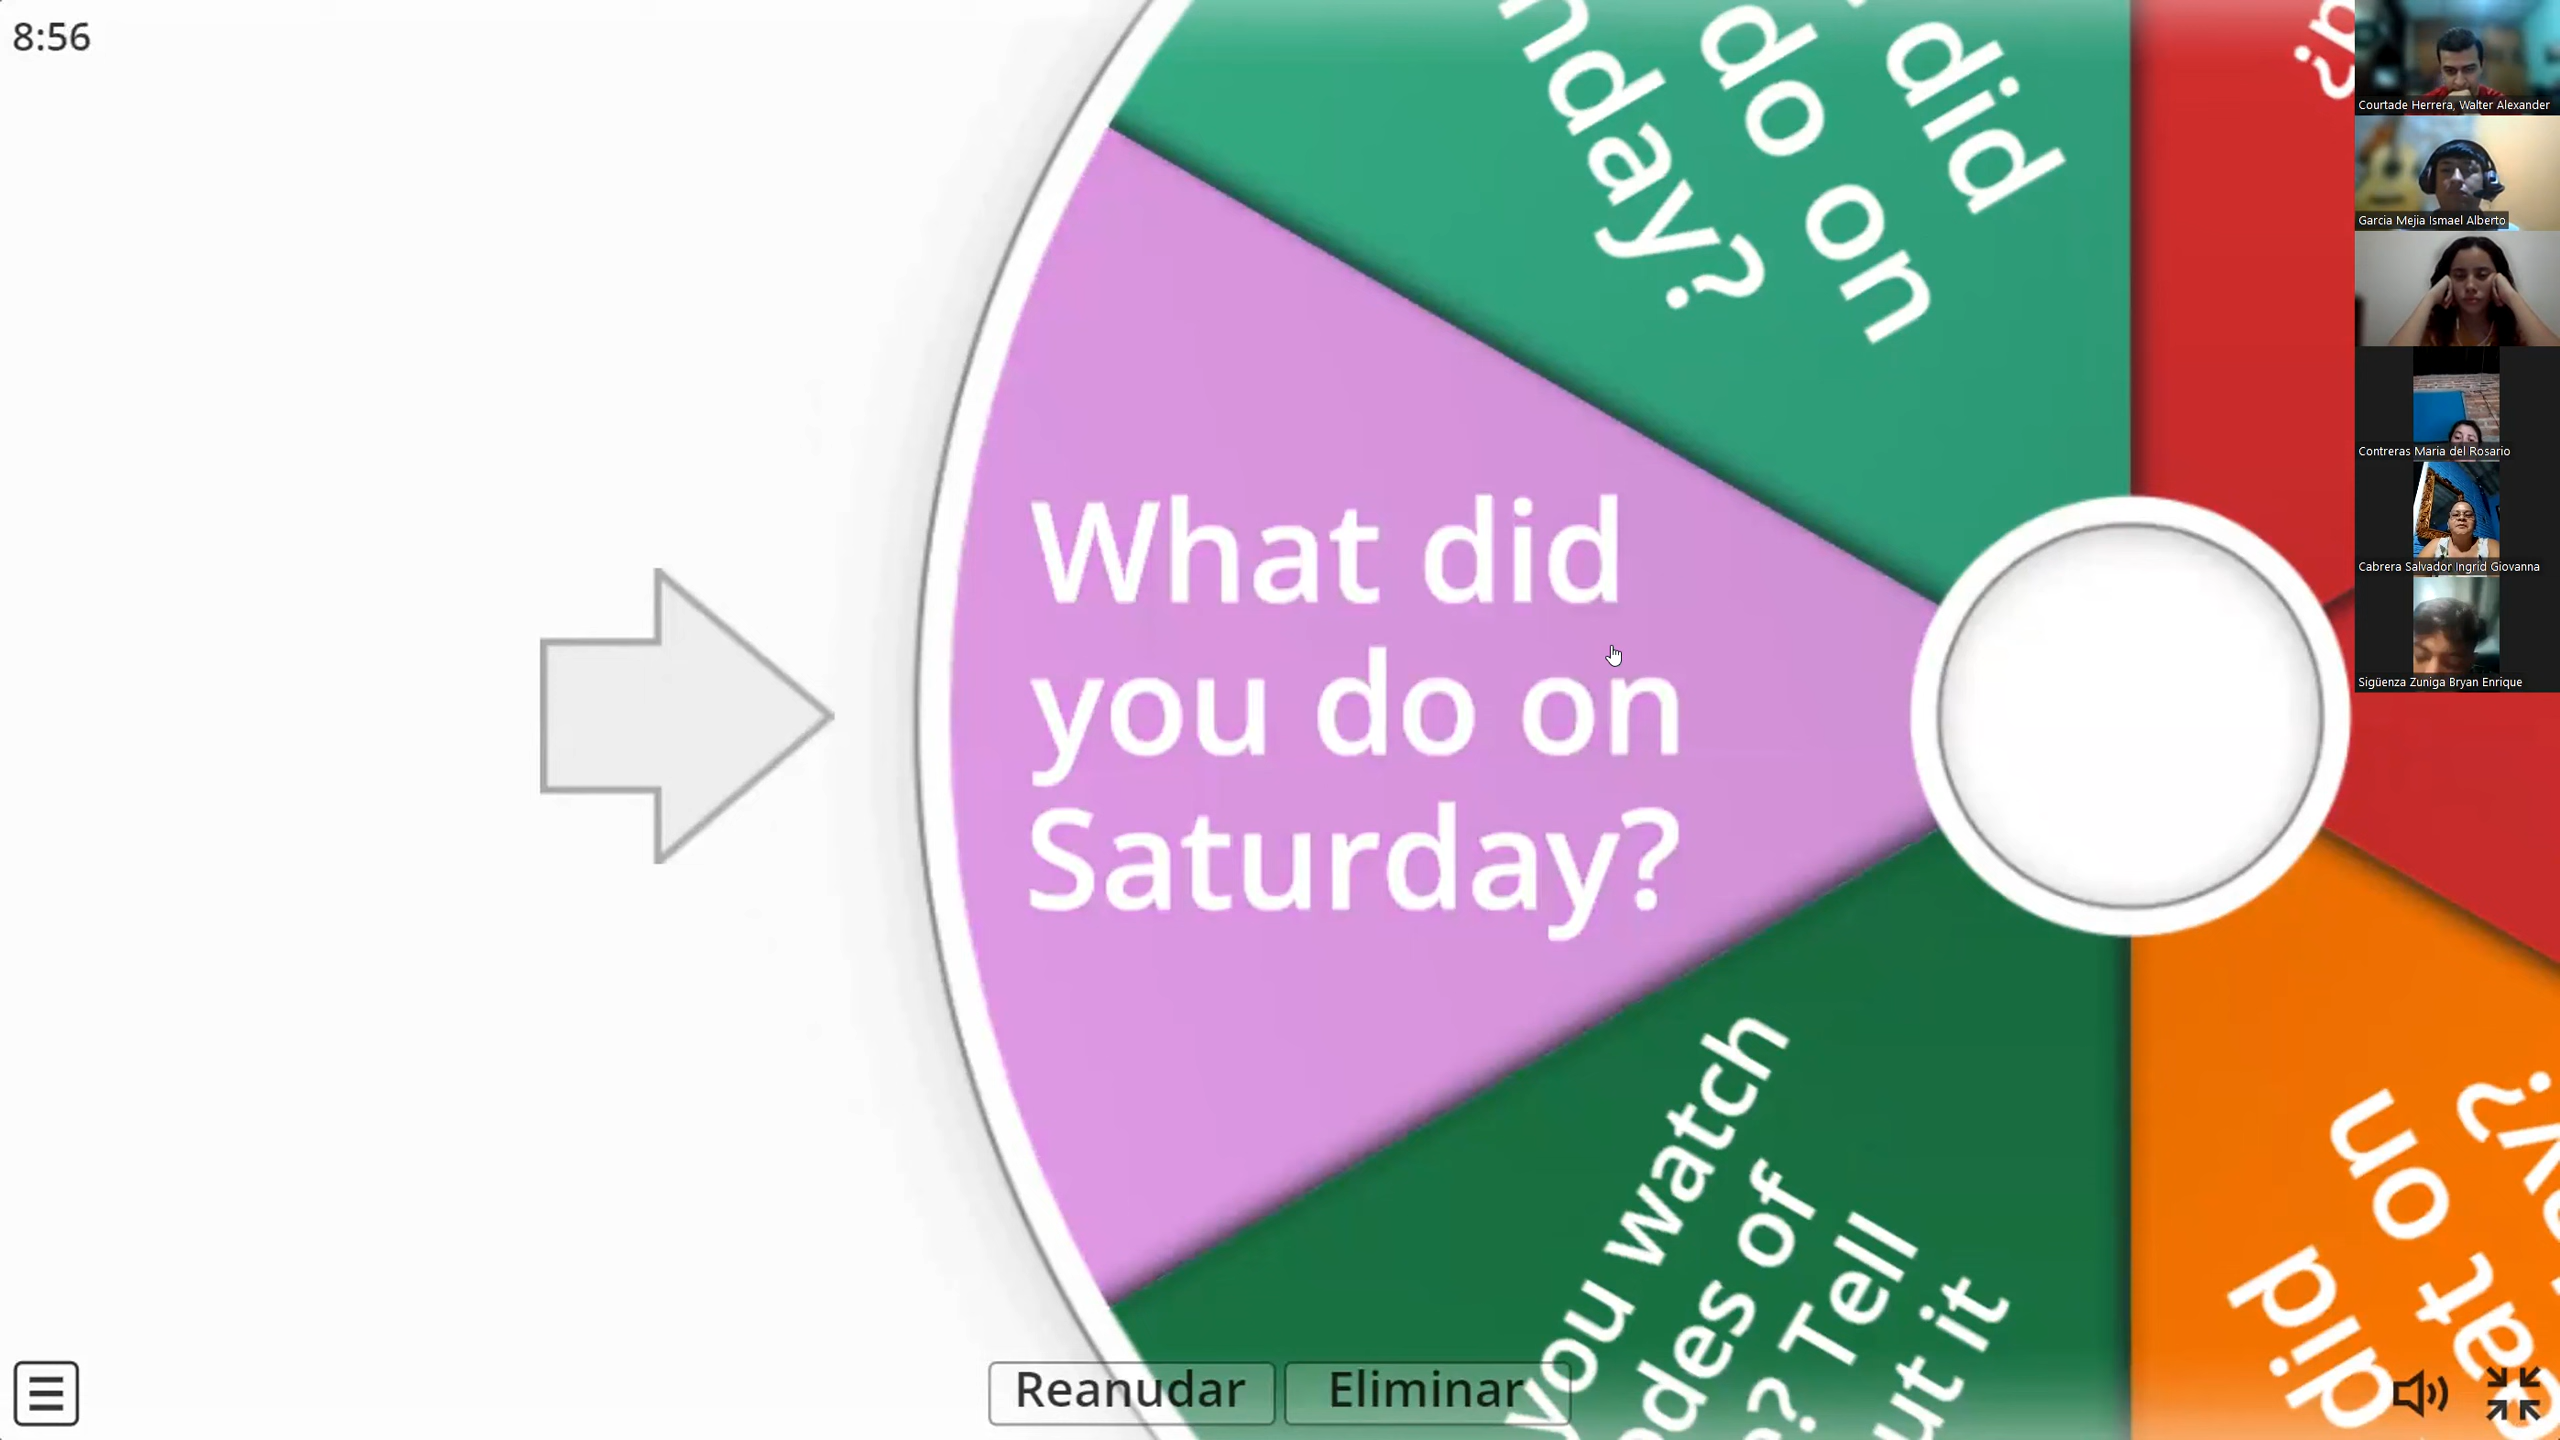 8:56
did
do on
nday?
What did
you do on
Saturday?
you watch
odes of
? Tell
ut it
did
at on
y?
Reanudar
Eliminar
Courtade Herrera, Walter Alexander
Garcia Mejia Ismael Alberto
Contreras Maria del Rosario
Cabrera Salvador Ingrid Giovanna
Sigüenza Zuniga Bryan Enrique